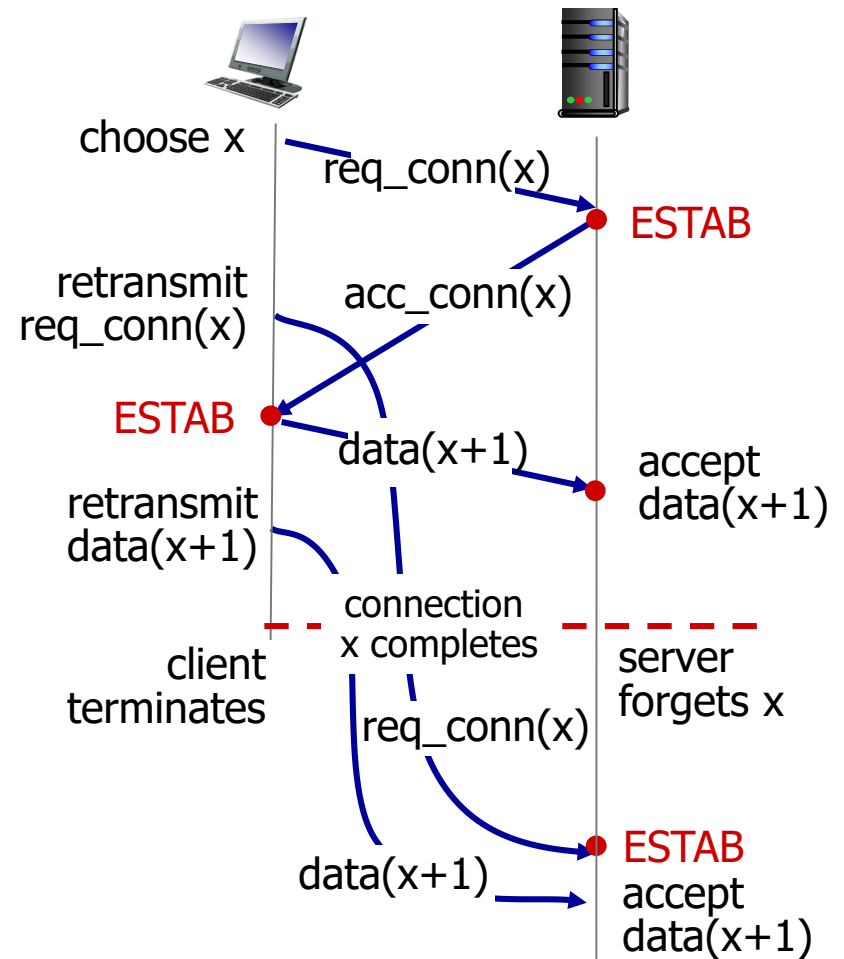 choose x
req_conn(x)
ESTAB
retransmit
req_conn(x)
acc_conn(x)
ESTAB
data(x+1)
accept
data(x+1)
retransmit
data(x+1)
connection
x completes
client
terminates
server
forgets x
req_conn(x)
ESTAB
data(x+1)
accept
data(x+1)